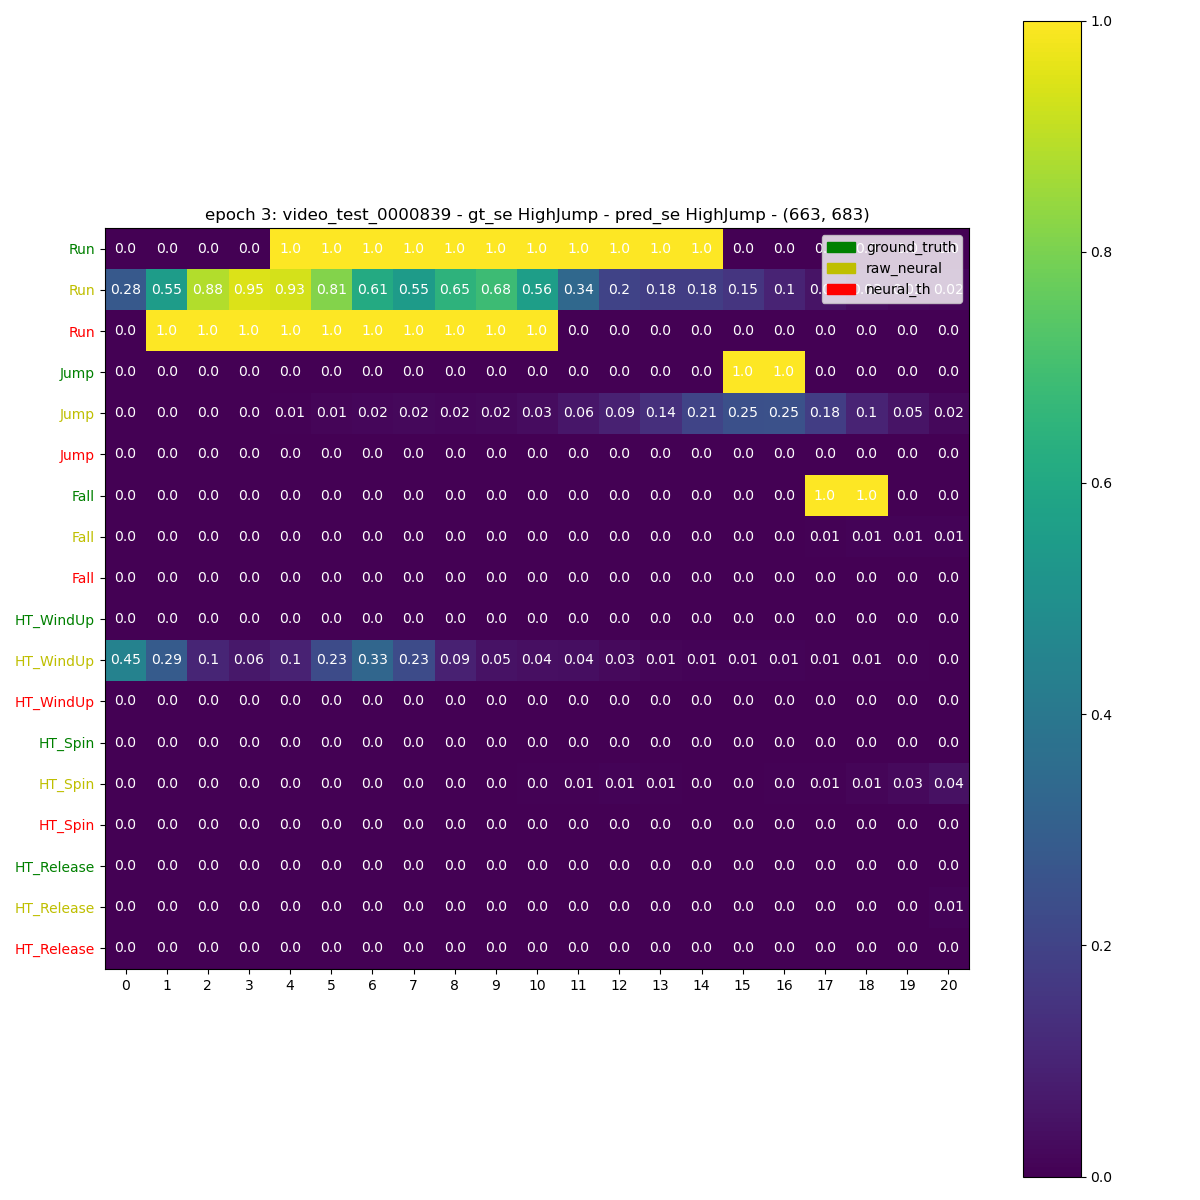 epoch 3: video_test_0000839 - gt_se HighJump - pred_se HighJump - (663, 683)
Run 0.0 0.0 0.0 0.0 1.0 1.0 1.0 1.0 1.0 1.0 1.0 1.0 1.0 1.0 1.0 0.0 0.0
Run 0.28 0.55 0.88 0.95 0.93 0.81 0.61 0.55 0.65 0.68 0.56 0.34 0.2 0.18 0.18 0.15 0.1 0.02
Run 0.0 1.0 1.0 1.0 1.0 1.0 1.0 1.0 1.0 1.0 1.0 0.0 0.0 0.0 0.0 0.0 0.0 0.0 0.0 0.0 0.0
Jump 0.0 0.0 0.0 0.0 0.0 0.0 0.0 0.0 0.0 0.0 0.0 0.0 0.0 0.0 0.0 1.0 1.0 0.0 0.0 0.0 0.0
Jump 0.0 0.0 0.0 0.0 0.01 0.01 0.02 0.02 0.02 0.02 0.03 0.06 0.09 0.14 0.21 0.25 0.25 0.18 0.1 0.05 0.02
Jump 0.0 0.0 0.0 0.0 0.0 0.0 0.0 0.0 0.0 0.0 0.0 0.0 0.0 0.0 0.0 0.0 0.0 0.0 0.0 0.0 0.0
Fall 0.0 0.0 0.0 0.0 0.0 0.0 0.0 0.0 0.0 0.0 0.0 0.0 0.0 0.0 0.0 0.0 0.0 1.0 1.0 0.0 0.0
Fall 0.0 0.0 0.0 0.0 0.0 0.0 0.0 0.0 0.0 0.0 0.0 0.0 0.0 0.0 0.0 0.0 0.0 0.01 0.01 0.01 0.01
Fall 0.0 0.0 0.0 0.0 0.0 0.0 0.0 0.0 0.0 0.0 0.0 0.0 0.0 0.0 0.0 0.0 0.0 0.0 0.0 0.0 0.0
HT_WindUp 0.0 0.0 0.0 0.0 0.0 0.0 0.0 0.0 0.0 0.0 0.0 0.0 0.0 0.0 0.0 0.0 0.0 0.0 0.0 0.0 0.0
HT_WindUp 0.45 0.29 0.1 0.06 0.1 0.23 0.33 0.23 0.09 0.05 0.04 0.04 0.03 0.01 0.01 0.01 0.01 0.01 0.01 0.0 0.0
HT_WindUp 0.0 0.0 0.0 0.0 0.0 0.0 0.0 0.0 0.0 0.0 0.0 0.0 0.0 0.0 0.0 0.0 0.0 0.0 0.0 0.0 0.0
HT_Spin 0.0 0.0 0.0 0.0 0.0 0.0 0.0 0.0 0.0 0.0 0.0 0.0 0.0 0.0 0.0 0.0 0.0 0.0 0.0 0.0 0.0
HT_Spin 0.0 0.0 0.0 0.0 0.0 0.0 0.0 0.0 0.0 0.0 0.0 0.01 0.01 0.01 0.0 0.0 0.0 0.01 0.01 0.03 0.04
HT_Spin 0.0 0.0 0.0 0.0 0.0 0.0 0.0 0.0 0.0 0.0 0.0 0.0 0.0 0.0 0.0 0.0 0.0 0.0 0.0 0.0 0.0
HT_Release 0.0 0.0 0.0 0.0 0.0 0.0 0.0 0.0 0.0 0.0 0.0 0.0 0.0 0.0 0.0 0.0 0.0 0.0 0.0 0.0 0.0
HT_Release 0.0 0.0 0.0 0.0 0.0 0.0 0.0 0.0 0.0 0.0 0.0 0.0 0.0 0.0 0.0 0.0 0.0 0.0 0.0 0.0 0.01
HT_Release 0.0 0.0 0.0 0.0 0.0 0.0 0.0 0.0 0.0 0.0 0.0 0.0 0.0 0.0 0.0 0.0 0.0 0.0 0.0 0.0 0.0
0 1 2 3 4 5 6 7 8 9 10 11 12 13 14 15 16 17 18 19 20
ground_truth
raw_neural
neural_th
1.0
0.8
0.6
0.4
0.2
0.0